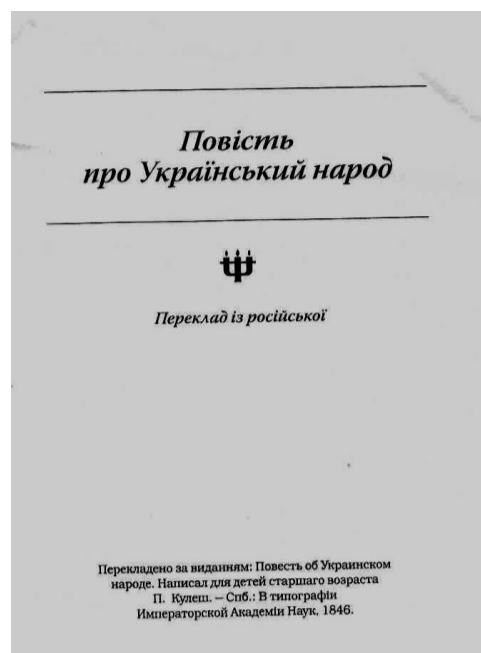 Повість
про Український народ
Переклад із російської
Перекладено за виданням: Повесть об Украинском
народе. Написал для детей старшаго возраста
П. Кулеш. – Спб.: В типографіи
Императорской Академіи Наук, 1846.